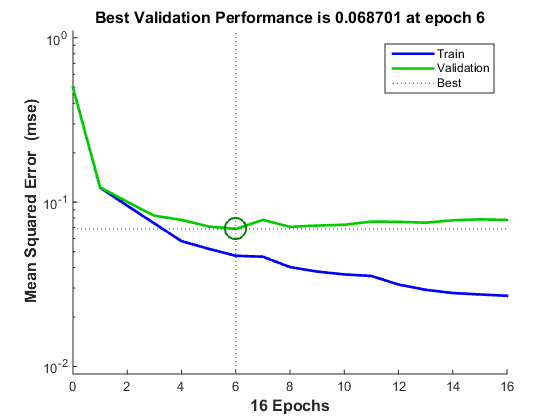 Best Validation Performance is 0.068701 at epoch 6
Train
Validation
Best
Mean Squared Error (mse)
10^0
10^-1
10^-2
0 2 4 6 8 10 12 14 16
16 Epochs